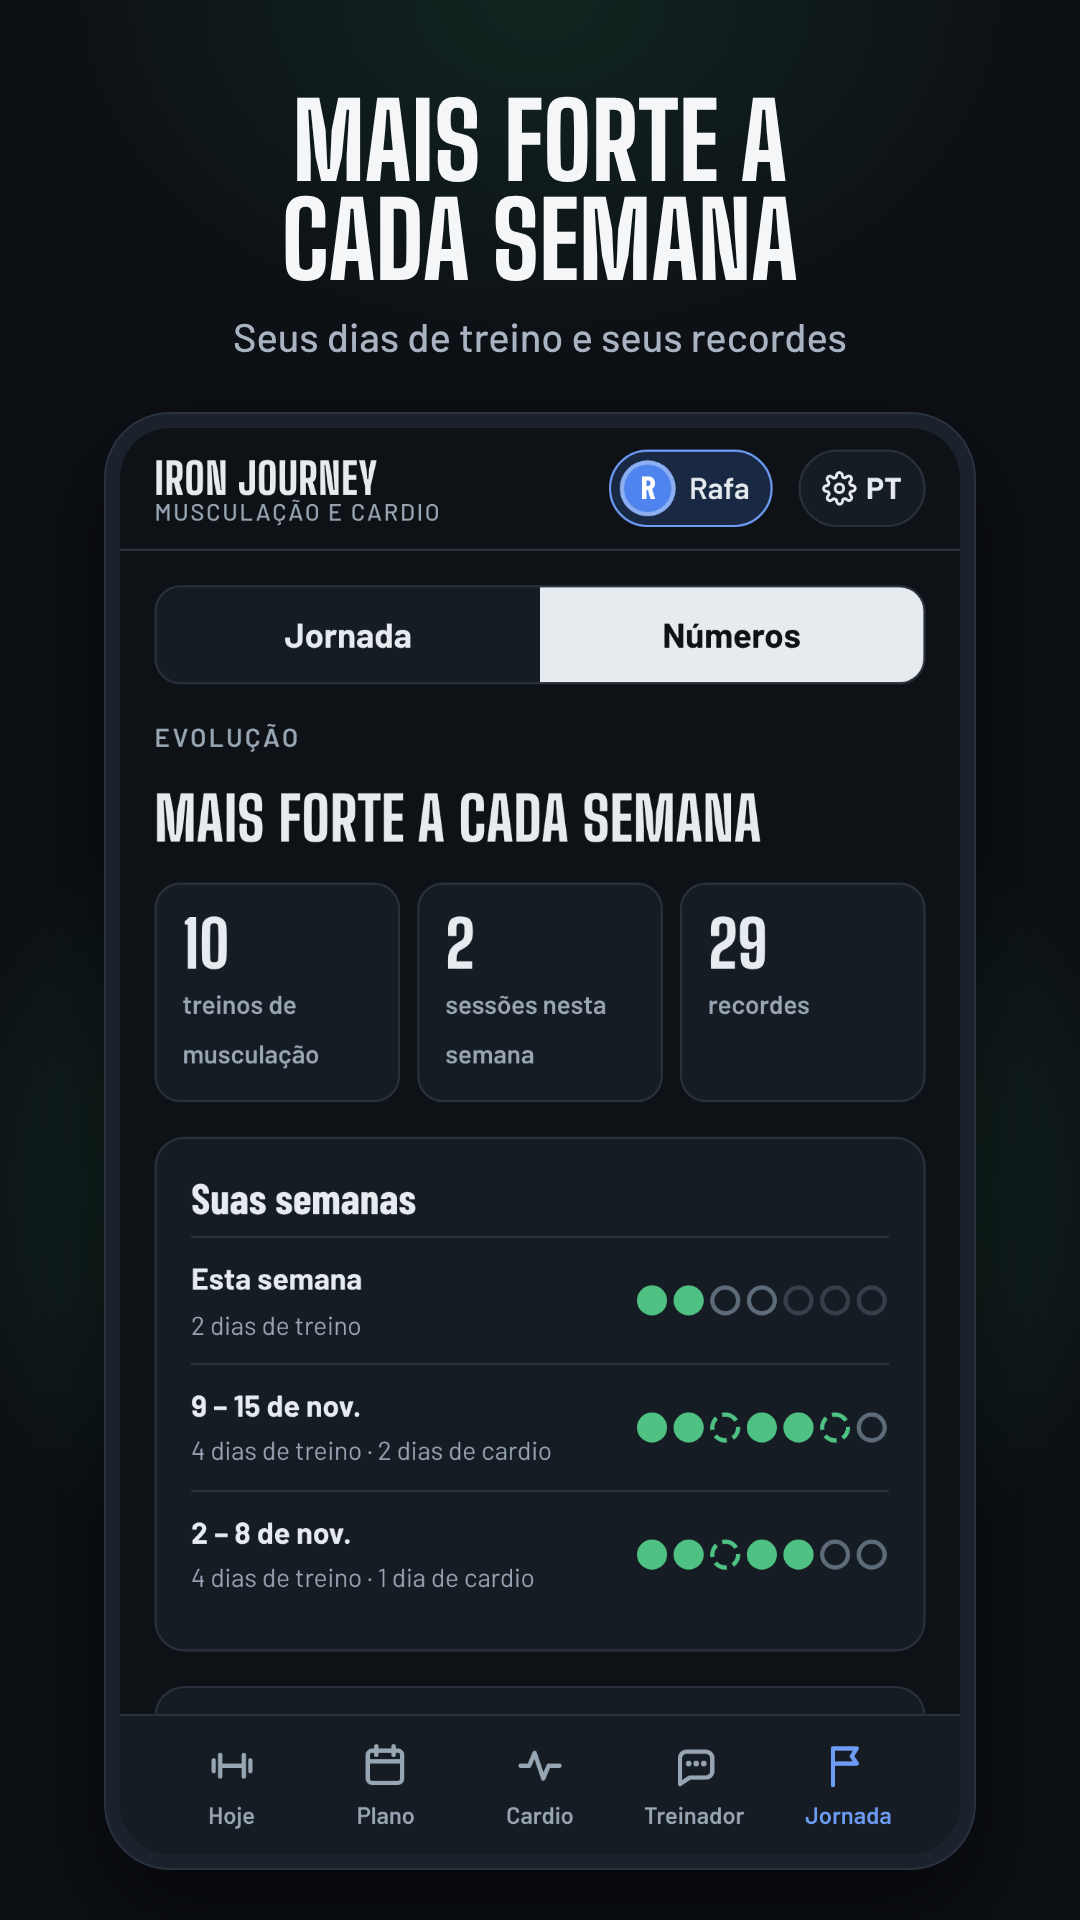 MAIS FORTE A
CADA SEMANA
Seus dias de treino e seus recordes
IRON JOURNEY
MUSCULAÇÃO E CARDIO
R Rafa
PT
Jornada
Números
EVOLUÇÃO
MAIS FORTE A CADA SEMANA
10
treinos de
musculação
2
sessões nesta
semana
29
recordes
Suas semanas
Esta semana
2 dias de treino
9 – 15 de nov.
4 dias de treino · 2 dias de cardio
2 – 8 de nov.
4 dias de treino · 1 dia de cardio
Hoje
Plano
Cardio
Treinador
Jornada